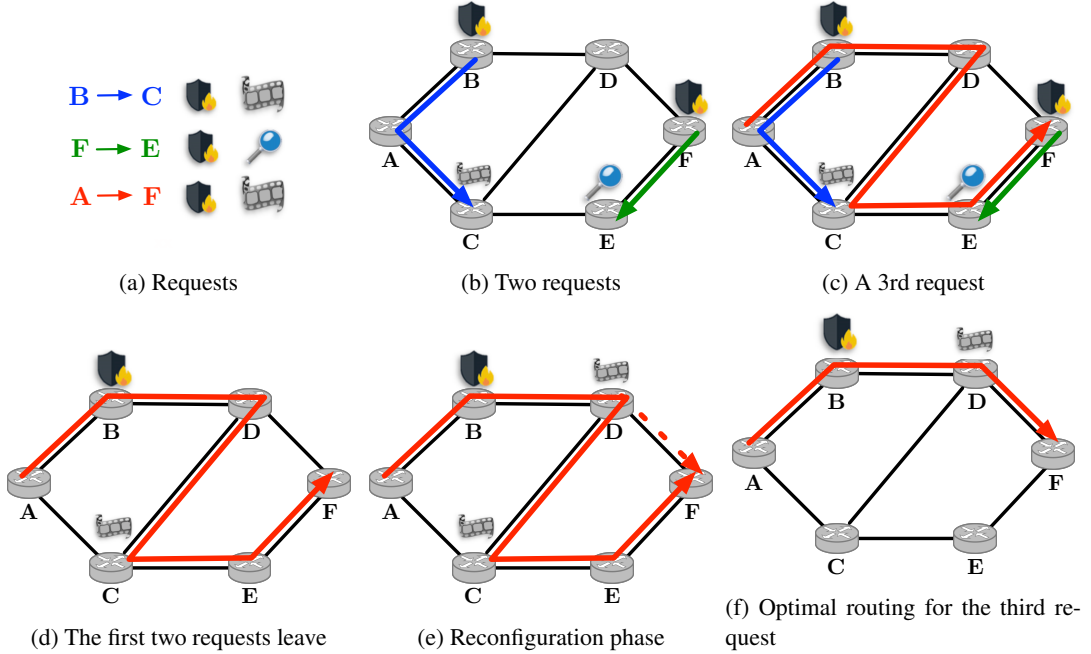 B C
F E
A F
(a) Requests
B
D
A
F
C
E
(b) Two requests
B
D
A
F
C
E
(c) A 3rd request
B
D
A
F
C
E
(d) The first two requests leave
B
D
A
F
C
E
(e) Reconfiguration phase
B
D
A
F
C
E
(f) Optimal routing for the third re-
quest